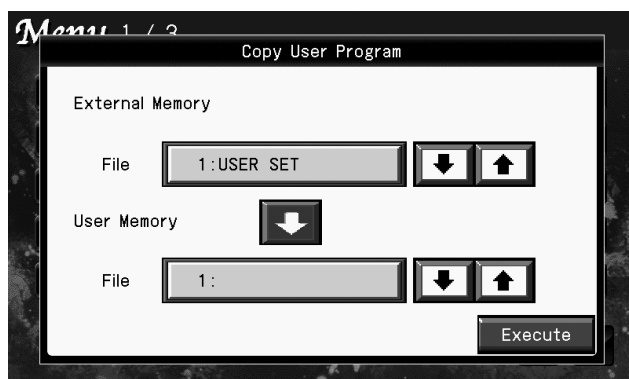 Menu 1 / 3
Copy User Program
External Memory
File 1:USER SET
User Memory
File 1:
Execute